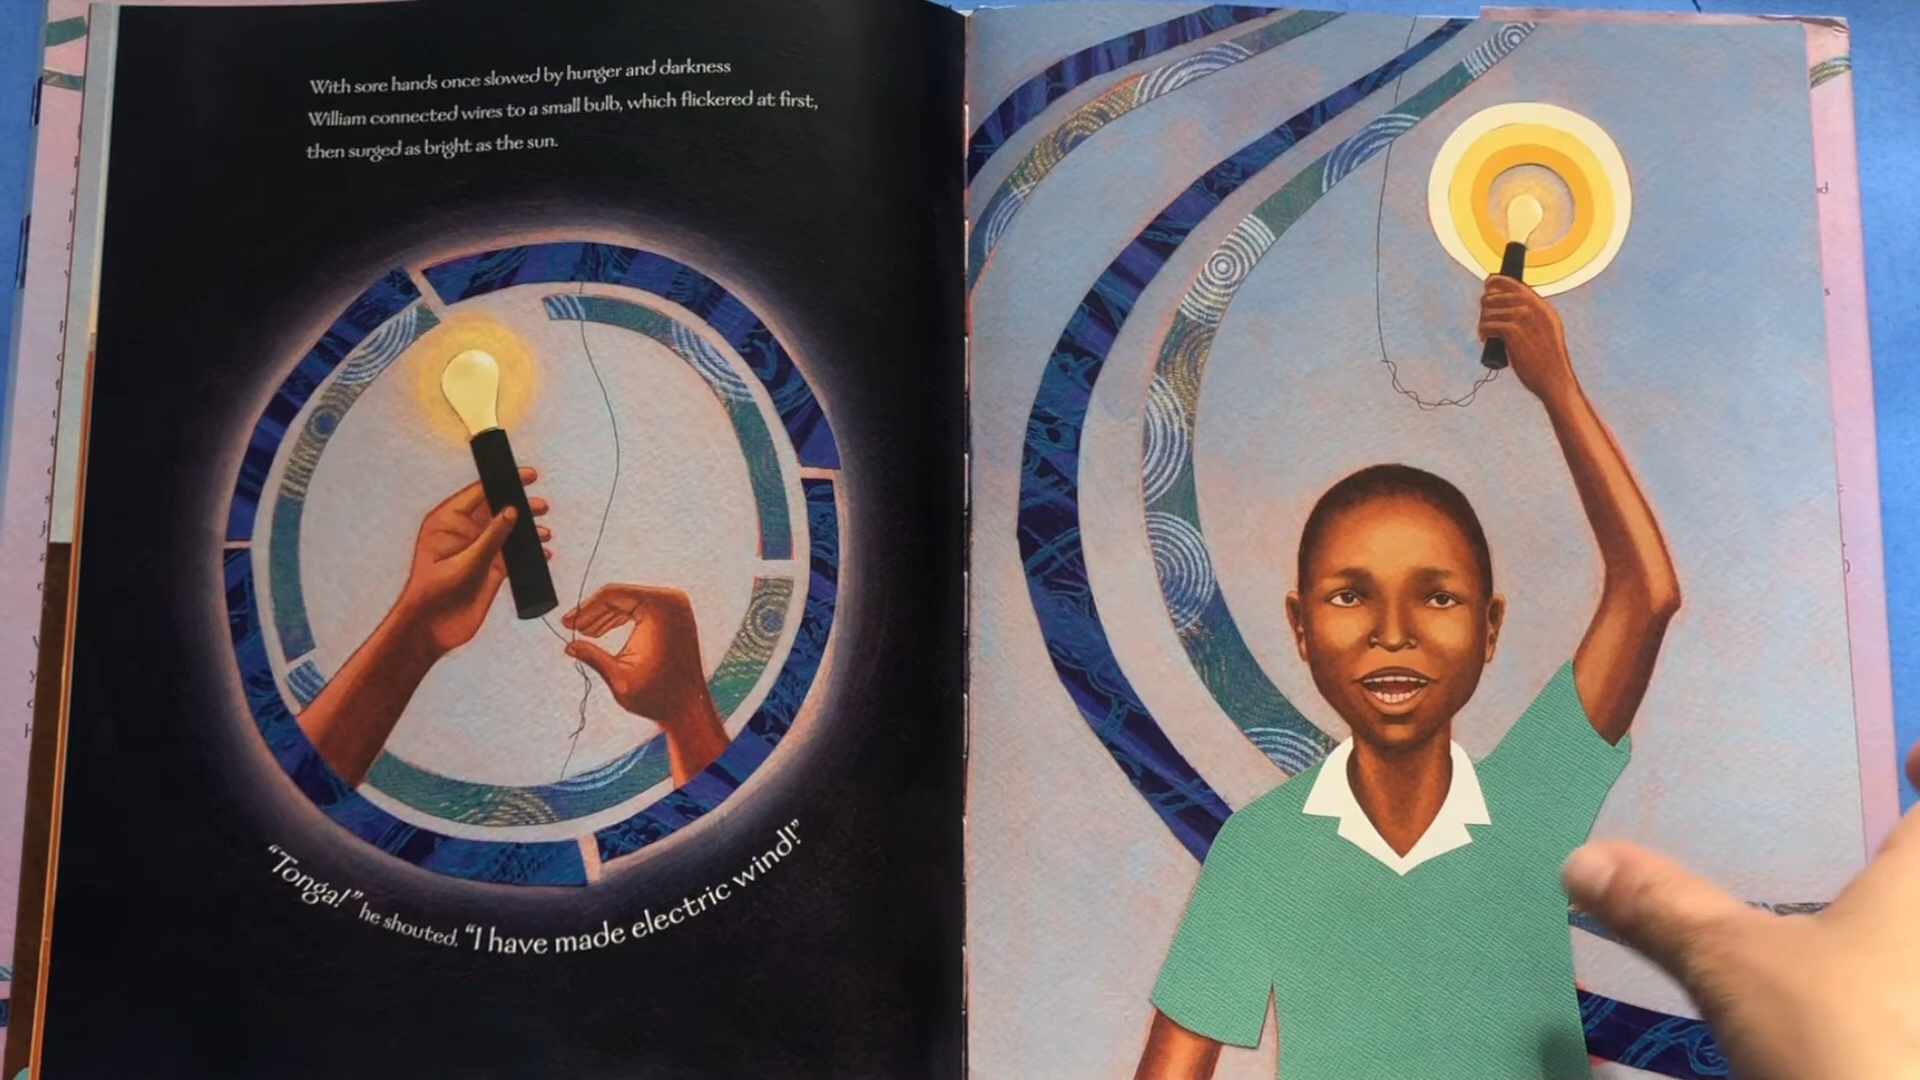 With sore hands once slowed by hunger and darkness
William connected wires to a small bulb, which flickered at first,
then surged as bright as the sun.
“Tonga!” he shouted. “I have made electric wind!”